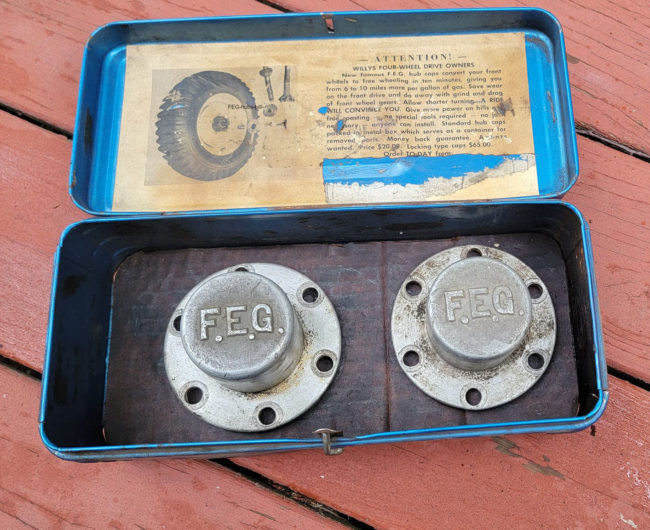 — ATTENTION! —
WILLYS FOUR-WHEEL DRIVE OWNERS
New famous F.E.G. hub caps convert your front
wheels to free wheeling in ten minutes, giving you
from 6 to 10 miles more per gallon of gas. Save wear
on the front drive and do away with grind and drag
of front wheel gears. Allow shorter turning. A RIDE
WILL CONVINCE YOU. Give more power on hills
free no special tools required — no
— anyone can install. Standard hub caps
packed in metal box which serves as a container for
removed parts. Money back guarantee. Agents
wanted. Price $20.00. Locking type caps $65.00.
Order TO-DAY from:
FEG
F.E.G.
F.E.G.